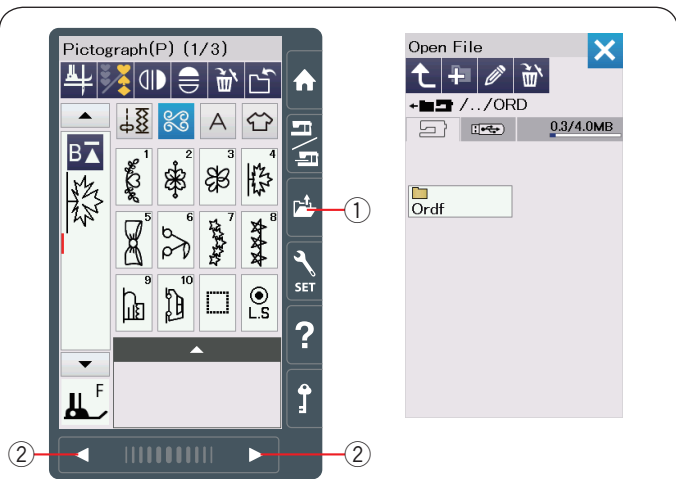 Pictograph(P) (1/3)
B
A
1
2
3
4
5
6
7
8
9
10
L.S
F
SET
?
①
②
②
Open File
/../ORD
0.3/4.0MB
Ordf